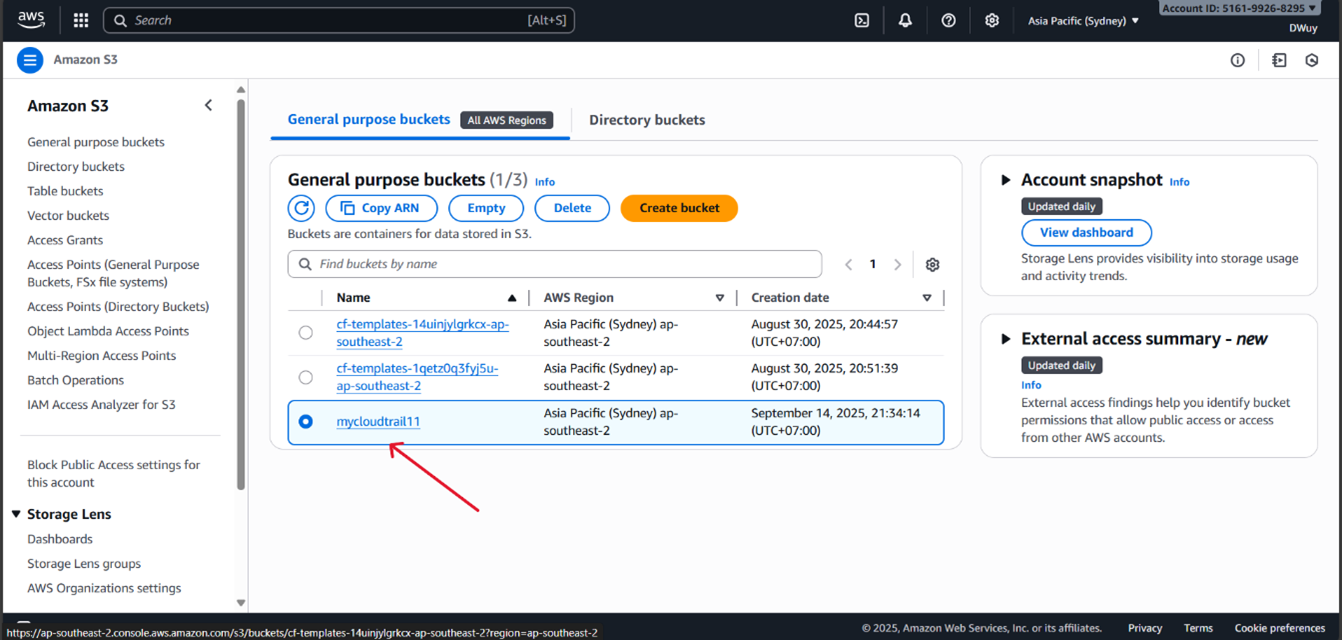 aws
Search [Alt+S]
Asia Pacific (Sydney)
Account ID: 5161-9926-8295
DWuy
Amazon S3
Amazon S3
General purpose buckets
Directory buckets
Table buckets
Vector buckets
Access Grants
Access Points (General Purpose
Buckets, FSx file systems)
Access Points (Directory Buckets)
Object Lambda Access Points
Multi-Region Access Points
Batch Operations
IAM Access Analyzer for S3
Block Public Access settings for
this account
Storage Lens
Dashboards
Storage Lens groups
AWS Organizations settings
General purpose buckets All AWS Regions
Directory buckets
General purpose buckets (1/3) Info
Copy ARN Empty Delete Create bucket
Buckets are containers for data stored in S3.
Find buckets by name
1
Name AWS Region Creation date
cf-templates-14uinjylgrkcx-ap-
southeast-2
Asia Pacific (Sydney) ap-
southeast-2
August 30, 2025, 20:44:57
(UTC+07:00)
cf-templates-1qetz0q3fyj5u-
ap-southeast-2
Asia Pacific (Sydney) ap-
southeast-2
August 30, 2025, 20:51:39
(UTC+07:00)
mycloudtrail11
Asia Pacific (Sydney) ap-
southeast-2
September 14, 2025, 21:34:14
(UTC+07:00)
Account snapshot Info
Updated daily
View dashboard
Storage Lens provides visibility into storage usage
and activity trends.
External access summary - new
Updated daily
Info
External access findings help you identify bucket
permissions that allow public access or access
from other AWS accounts.
https://ap-southeast-2.console.aws.amazon.com/s3/buckets/cf-templates-14uinjylgrkcx-ap-southeast-2?region=ap-southeast-2
© 2025, Amazon Web Services, Inc. or its affiliates. Privacy Terms Cookie preferences